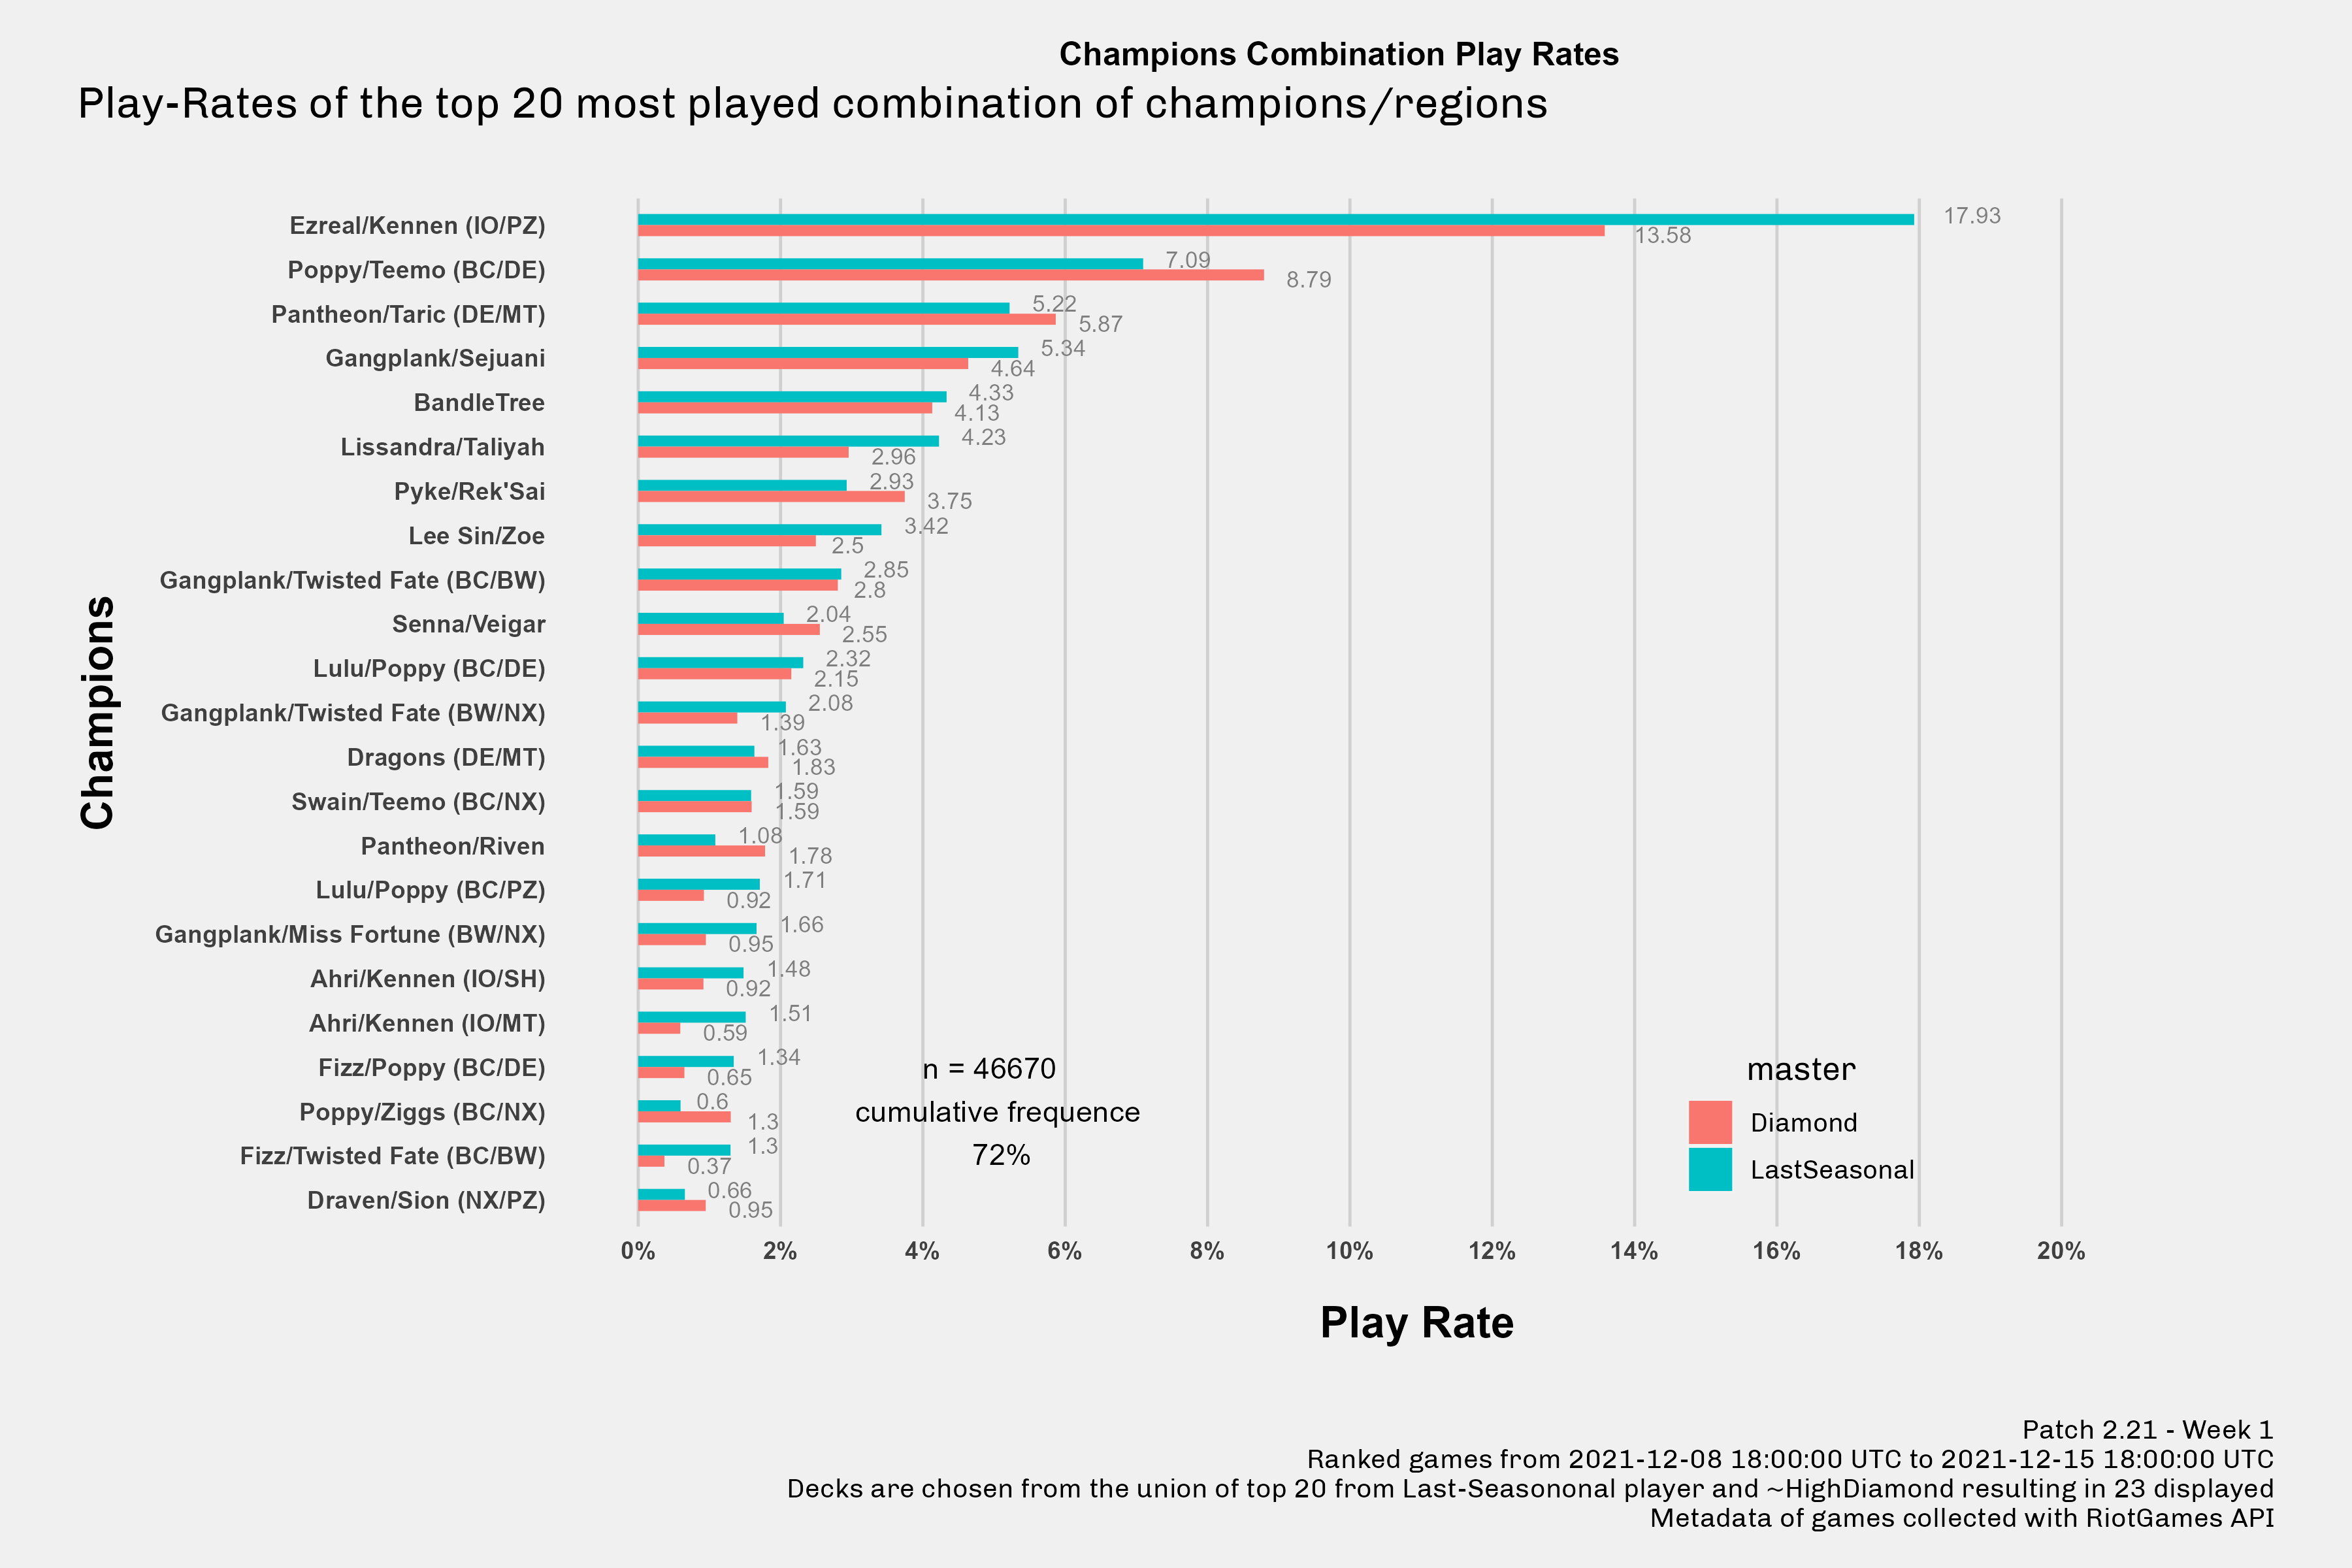 Champions Combination Play Rates
Play-Rates of the top 20 most played combination of champions/regions
Champions
Ezreal/Kennen (IO/PZ) 17.93
13.58
Poppy/Teemo (BC/DE) 7.09
8.79
Pantheon/Taric (DE/MT) 5.22
5.87
Gangplank/Sejuani 5.34
4.64
BandleTree 4.33
4.13
Lissandra/Taliyah 4.23
2.96
Pyke/Rek'Sai 2.93
3.75
Lee Sin/Zoe 3.42
2.5
Gangplank/Twisted Fate (BC/BW) 2.85
2.8
Senna/Veigar 2.04
2.55
Lulu/Poppy (BC/DE) 2.32
2.15
Gangplank/Twisted Fate (BW/NX) 2.08
1.39
Dragons (DE/MT) 1.63
1.83
Swain/Teemo (BC/NX) 1.59
1.59
Pantheon/Riven 1.08
1.78
Lulu/Poppy (BC/PZ) 1.71
0.92
Gangplank/Miss Fortune (BW/NX) 1.66
0.95
Ahri/Kennen (IO/SH) 1.48
0.92
Ahri/Kennen (IO/MT) 1.51
0.59
Fizz/Poppy (BC/DE) 1.34
0.65
Poppy/Ziggs (BC/NX) 0.6
1.3
Fizz/Twisted Fate (BC/BW) 1.3
0.37
Draven/Sion (NX/PZ) 0.66
0.95
n = 46670
cumulative frequence
72%
master
Diamond
LastSeasonal
0% 2% 4% 6% 8% 10% 12% 14% 16% 18% 20%
Play Rate
Patch 2.21 - Week 1
Ranked games from 2021-12-08 18:00:00 UTC to 2021-12-15 18:00:00 UTC
Decks are chosen from the union of top 20 from Last-Seasononal player and ~HighDiamond resulting in 23 displayed
Metadata of games collected with RiotGames API